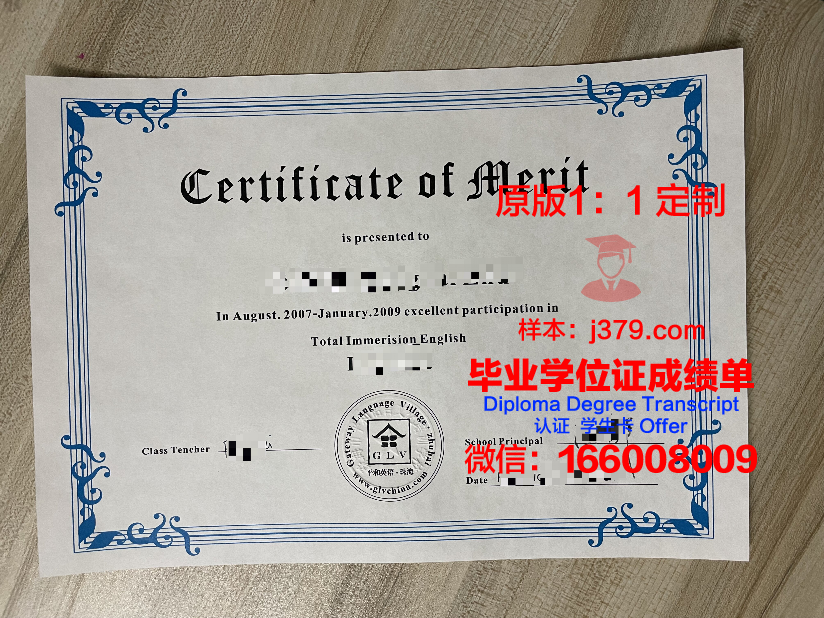 Certificate of Merit
原版1：1 定制
is presented to
In August. 2007-January.2009 excellent participation in
Total Immerision English
样本：j379.com
毕业学位证成绩单
Diploma Degree Transcript
认证 学生卡 Offer
Gateway Language Village, zhuhai
GLV
www.glvchina.com
Class Tencher
School Principal
微信：166008009
Date